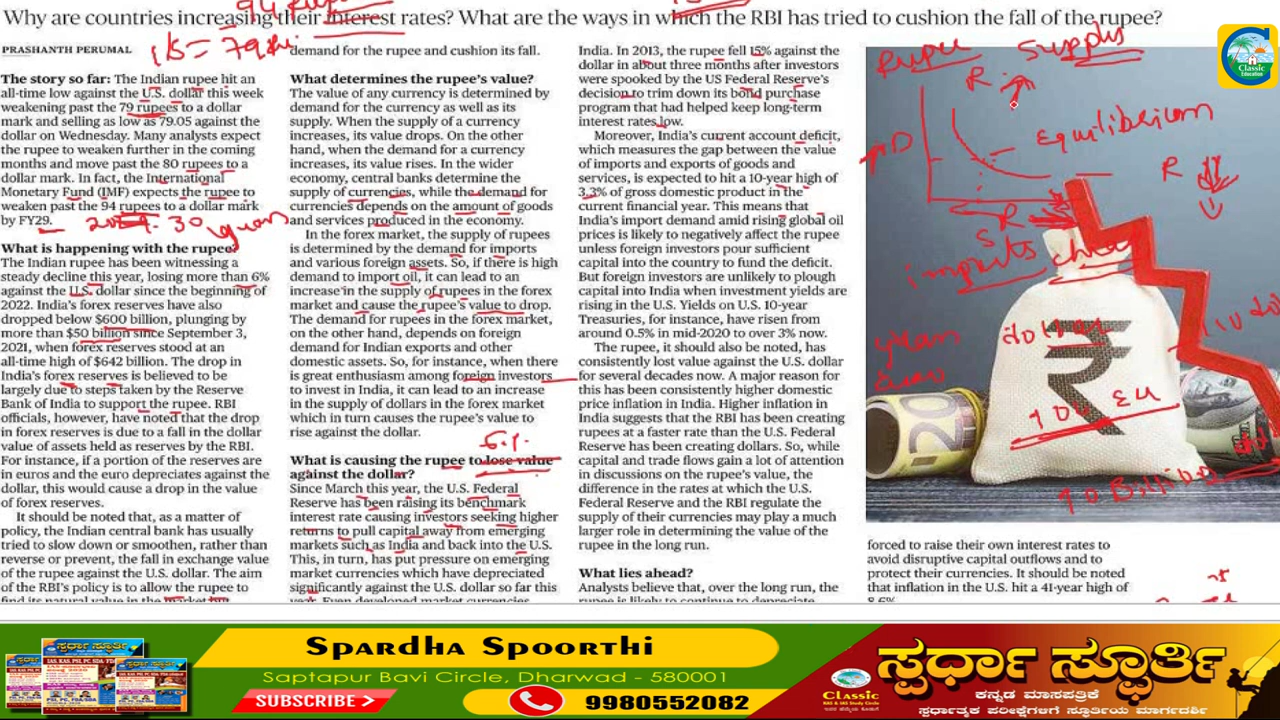 Why are countries increasing their interest rates? What are the ways in which the RBI has tried to cushion the fall of the rupee?
PRASHANTH PERUMAL
The story so far: The Indian rupee hit an
all-time low against the U.S. dollar this week
weakening past the 79 rupees to a dollar
mark and selling as low as 79.05 against the
dollar on Wednesday. Many analysts expect
the rupee to weaken further in the coming
months and move past the 80 rupees to a
dollar mark. In fact, the International
Monetary Fund (IMF) expects the rupee to
weaken past the 94 rupees to a dollar mark
by FY29.
What is happening with the rupee?
The Indian rupee has been witnessing a
steady decline this year, losing more than 6%
against the U.S. dollar since the beginning of
2022. India's forex reserves have also
dropped below $600 billion, plunging by
more than $50 billion since September 3,
2021, when forex reserves stood at an
all-time high of $642 billion. The drop in
India's forex reserves is believed to be
largely due to steps taken by the Reserve
Bank of India to support the rupee. RBI
officials, however, have noted that the drop
in forex reserves is due to a fall in the dollar
value of assets held as reserves by the RBI.
For instance, if a portion of the reserves are
in euros and the euro depreciates against the
dollar, this would cause a drop in the value
of forex reserves.
It should be noted that, as a matter of
policy, the Indian central bank has usually
tried to slow down or smoothen, rather than
reverse or prevent, the fall in exchange value
of the rupee against the U.S. dollar. The aim
of the RBI's policy is to allow the rupee to
find its natural value in the market but
demand for the rupee and cushion its fall.
What determines the rupee's value?
The value of any currency is determined by
demand for the currency as well as its
supply. When the supply of a currency
increases, its value drops. On the other
hand, when the demand for a currency
increases, its value rises. In the wider
economy, central banks determine the
supply of currencies, while the demand for
currencies depends on the amount of goods
and services produced in the economy.
In the forex market, the supply of rupees
is determined by the demand for imports
and various foreign assets. So, if there is high
demand to import oil, it can lead to an
increase in the supply of rupees in the forex
market and cause the rupee's value to drop.
The demand for rupees in the forex market,
on the other hand, depends on foreign
demand for Indian exports and other
domestic assets. So, for instance, when there
is great enthusiasm among foreign investors
to invest in India, it can lead to an increase
in the supply of dollars in the forex market
which in turn causes the rupee's value to
rise against the dollar.
What is causing the rupee to lose value
against the dollar?
Since March this year, the U.S. Federal
Reserve has been raising its benchmark
interest rate causing investors seeking higher
returns to pull capital away from emerging
markets such as India and back into the U.S.
This, in turn, has put pressure on emerging
market currencies which have depreciated
significantly against the U.S. dollar so far this
year. Even developed market currencies
India. In 2013, the rupee fell 15% against the
dollar in about three months after investors
were spooked by the US Federal Reserve's
decision to trim down its bond purchase
program that had helped keep long-term
interest rates low.
Moreover, India's current account deficit,
which measures the gap between the value
of imports and exports of goods and
services, is expected to hit a 10-year high of
3.3% of gross domestic product in the
current financial year. This means that
India's import demand amid rising global oil
prices is likely to negatively affect the rupee
unless foreign investors pour sufficient
capital into the country to fund the deficit.
But foreign investors are unlikely to plough
capital into India when investment yields are
rising in the U.S. Yields on U.S. 10-year
Treasuries, for instance, have risen from
around 0.5% in mid-2020 to over 3% now.
The rupee, it should also be noted, has
consistently lost value against the U.S. dollar
for several decades now. A major reason for
this has been consistently higher domestic
price inflation in India. Higher inflation in
India suggests that the RBI has been creating
rupees at a faster rate than the U.S. Federal
Reserve has been creating dollars. So, while
capital and trade flows gain a lot of attention
in discussions on the rupee's value, the
difference in the rates at which the U.S.
Federal Reserve and the RBI regulate the
supply of their currencies may play a much
larger role in determining the value of the
rupee in the long run.
What lies ahead?
Analysts believe that, over the long run, the
rupee is likely to continue to depreciate
Rupee Supply
R
D
Equilibrium
R
SR
imports
dollar
10 Billion
forced to raise their own interest rates to
avoid disruptive capital outflows and to
protect their currencies. It should be noted
that inflation in the U.S. hit a 41-year high of
8.6%
Classic
Education
Spardha Spoorthi
Saptapur Bavi Circle, Dharwad - 580001
SUBSCRIBE
9980552082
Classic
ಸ್ಪರ್ಧಾ ಸ್ಫೂರ್ತಿ
ಕನ್ನಡ ಮಾಸಪತ್ರಿಕೆ
ಸ್ಪರ್ಧಾತ್ಮಕ ಪರೀಕ್ಷೆಗಳಿಗೆ ಸ್ಫೂರ್ತಿಯ ಮಾರ್ಗದರ್ಶಿ